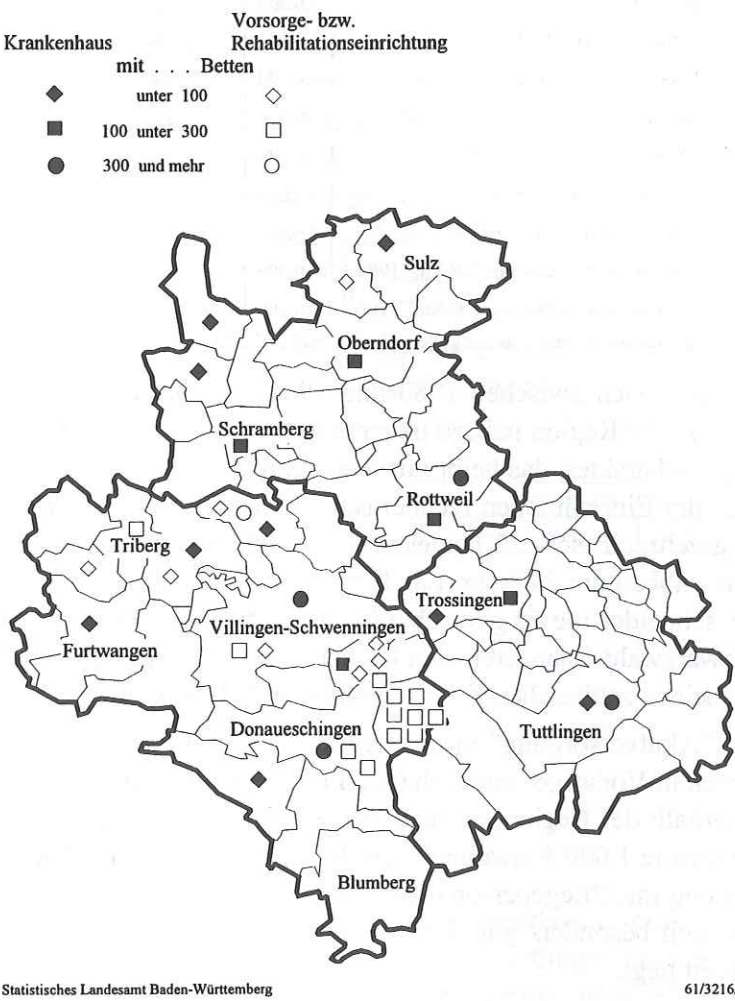 Vorsorge- bzw.
Krankenhaus Rehabilitationseinrichtung
mit . . . Betten
unter 100
100 unter 300
300 und mehr
Sulz
Oberndorf
Schramberg
Rottweil
Triberg
Trossingen
Villingen-Schwenningen
Furtwangen
Donaueschingen
Tuttlingen
Blumberg
Statistisches Landesamt Baden-Württemberg 61/3216